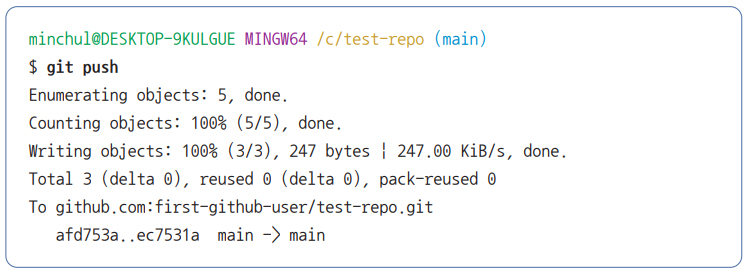 minchul@DESKTOP-9KULGUE MINGW64 /c/test-repo (main)
$ git push
Enumerating objects: 5, done.
Counting objects: 100% (5/5), done.
Writing objects: 100% (3/3), 247 bytes ¦ 247.00 KiB/s, done.
Total 3 (delta 0), reused 0 (delta 0), pack-reused 0
To github.com:first-github-user/test-repo.git
   afd753a..ec7531a  main -> main